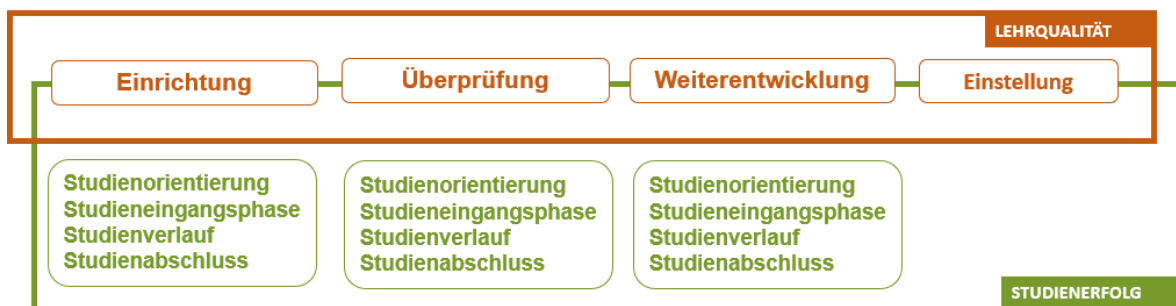 LEHRQUALITÄT
Einrichtung
Überprüfung
Weiterentwicklung
Einstellung
Studienorientierung
Studieneingangsphase
Studienverlauf
Studienabschluss
Studienorientierung
Studieneingangsphase
Studienverlauf
Studienabschluss
Studienorientierung
Studieneingangsphase
Studienverlauf
Studienabschluss
STUDIENERFOLG